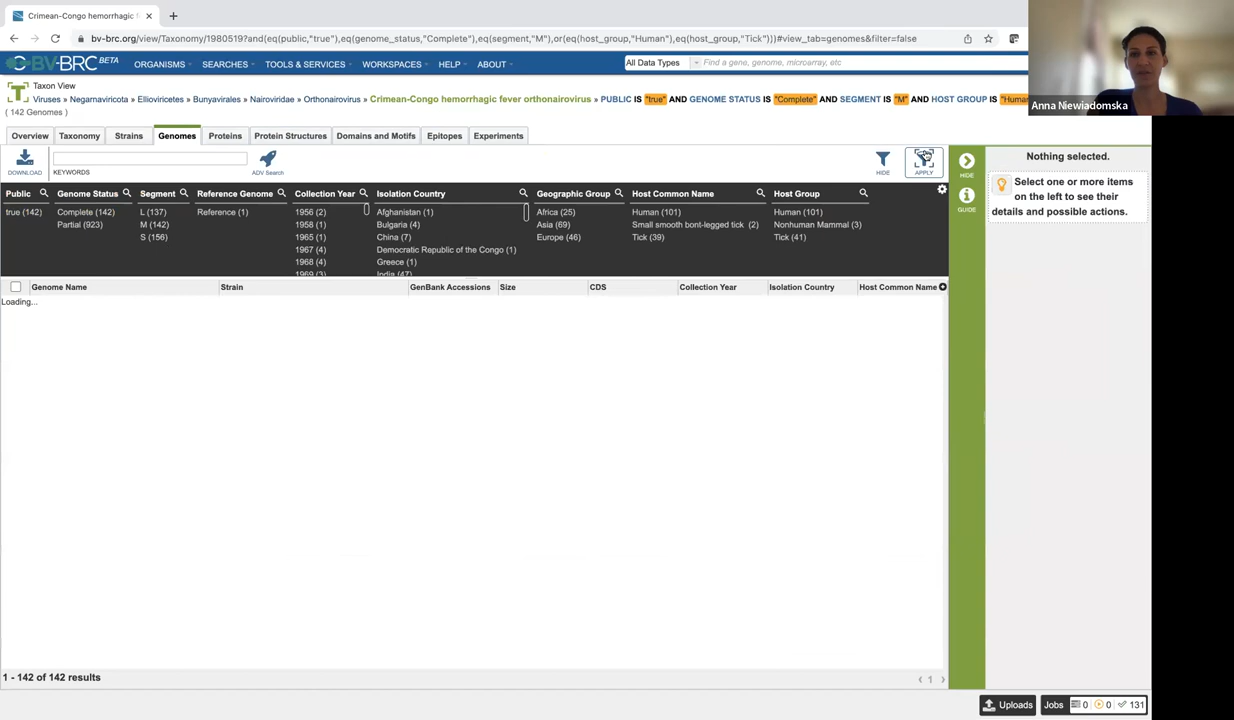 Crimean-Congo hemorrhagic f
bv-brc.org/view/Taxonomy/1980519?and(eq(public,"true"),eq(genome_status,"Complete"),eq(segment,"M"),or(eq(host_group,"Human"),eq(host_group,"Tick")))#view_tab=genomes&filter=false
BV-BRC BETA ORGANISMS SEARCHES TOOLS & SERVICES WORKSPACES HELP ABOUT All Data Types Find a gene, genome, microarray, etc
Taxon View
Viruses » Negarnaviricota » Ellioviricetes » Bunyavirales » Nairoviridae » Orthonairovirus » Crimean-Congo hemorrhagic fever orthonairovirus » PUBLIC IS "true" AND GENOME STATUS IS "Complete" AND SEGMENT IS "M" AND HOST GROUP IS "Human
( 142 Genomes )
Anna Niewiadomska
Overview Taxonomy Strains Genomes Proteins Protein Structures Domains and Motifs Epitopes Experiments
DOWNLOAD KEYWORDS ADV Search HIDE APPLY
HIDE
GUIDE
Nothing selected.
Select one or more items
on the left to see their
details and possible actions.
Public Genome Status Segment Reference Genome Collection Year Isolation Country Geographic Group Host Common Name Host Group
true (142) Complete (142) L (137) Reference (1) 1956 (2) Afghanistan (1) Africa (25) Human (101) Human (101)
Partial (923) M (142) 1958 (1) Bulgaria (4) Asia (69) Small smooth bont-legged tick (2) Nonhuman Mammal (3)
S (156) 1965 (1) China (7) Europe (46) Tick (39) Tick (41)
1967 (4) Democratic Republic of the Congo (1)
1968 (4) Greece (1)
1969 (3) India (47)
Genome Name Strain GenBank Accessions Size CDS Collection Year Isolation Country Host Common Name
Loading...
1 - 142 of 142 results
1
Uploads Jobs 0 0 131